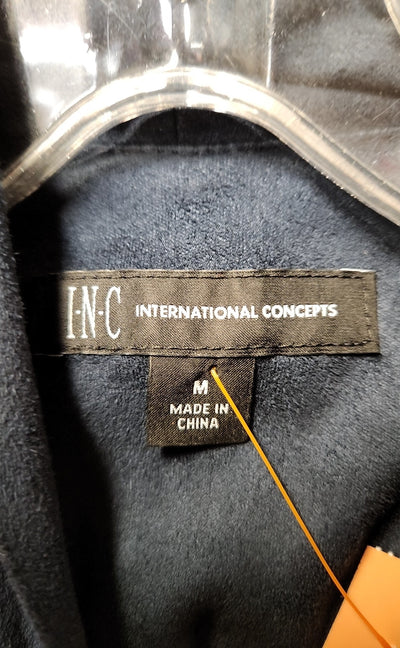 I·N·C INTERNATIONAL CONCEPTS
M
MADE IN
CHINA